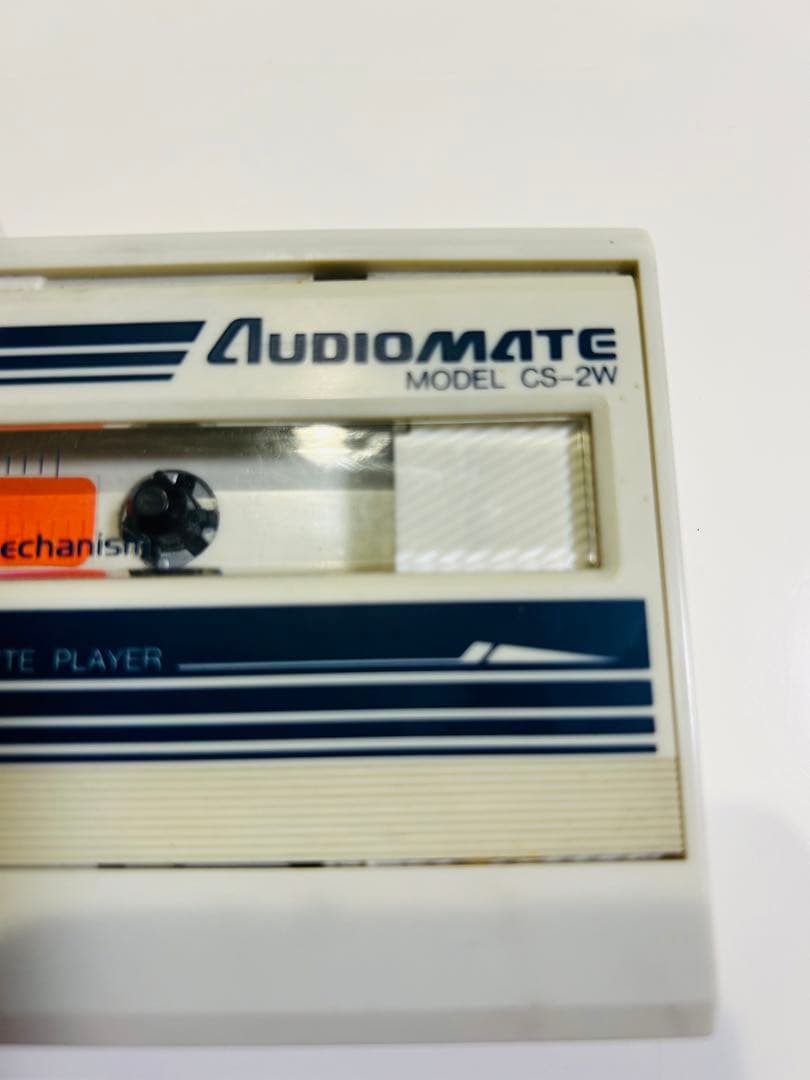 AUDIOMATE
MODEL CS-2W
echanism
TE PLAYER